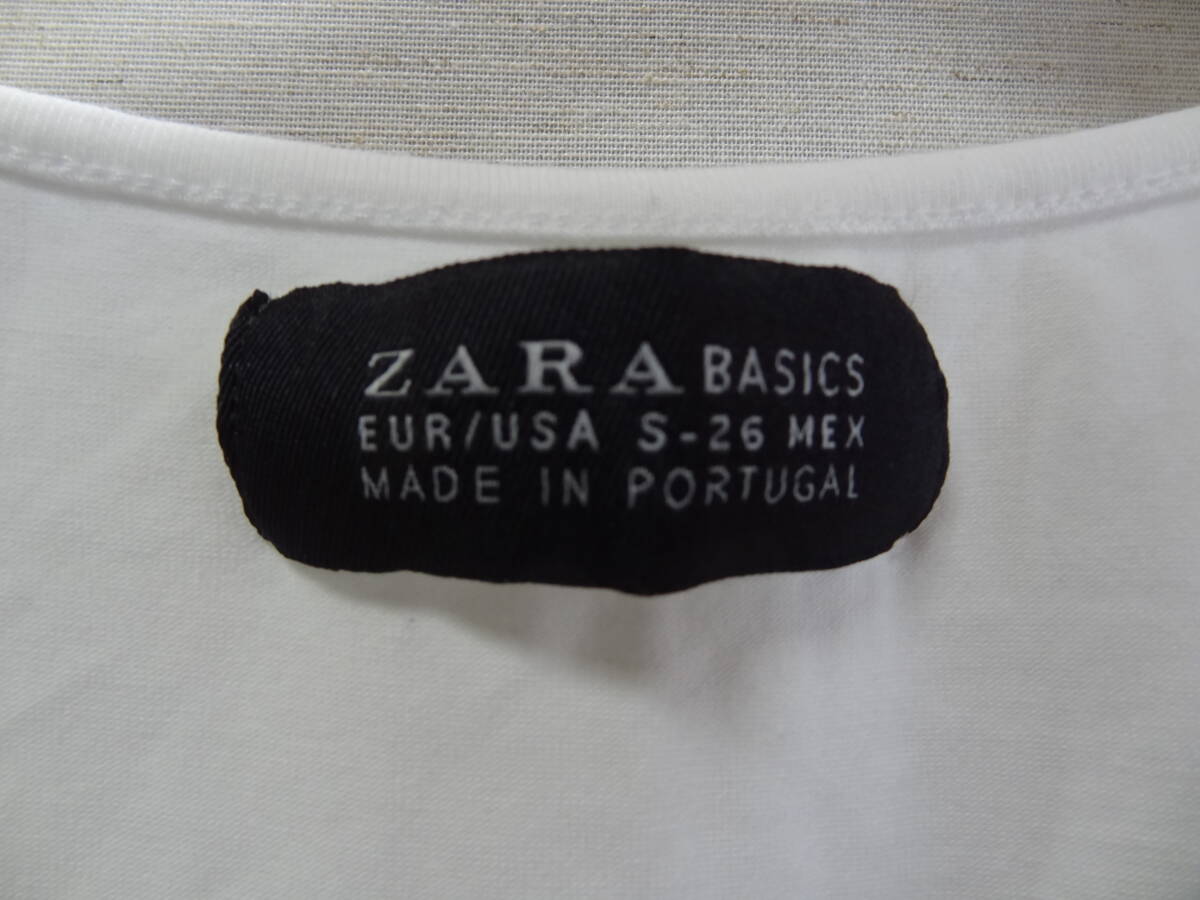 ZARA BASICS
EUR/USA S-26 MEX
MADE IN PORTUGAL